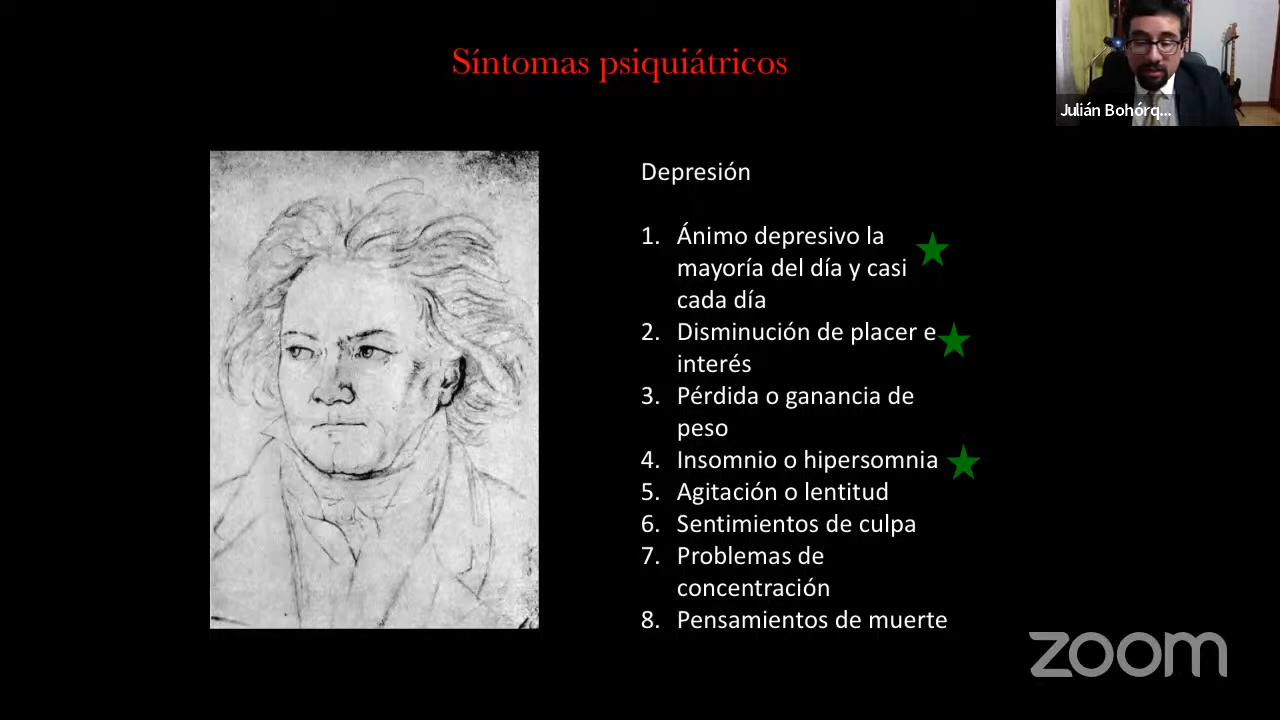 Síntomas psiquiátricos
Julián Bohórq...
Depresión
1. Ánimo depresivo la
mayoría del día y casi
cada día
2. Disminución de placer e
interés
3. Pérdida o ganancia de
peso
4. Insomnio o hipersomnia
5. Agitación o lentitud
6. Sentimientos de culpa
7. Problemas de
concentración
8. Pensamientos de muerte
zoom